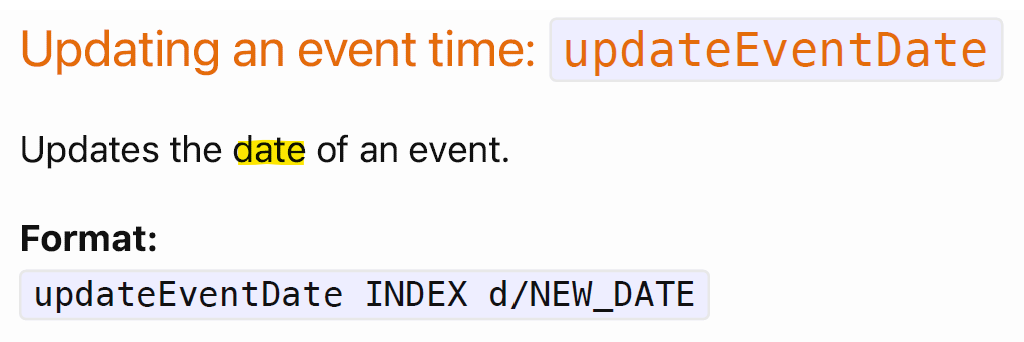 Updating an event time: updateEventDate
Updates the date of an event.
Format:
updateEventDate INDEX d/NEW_DATE